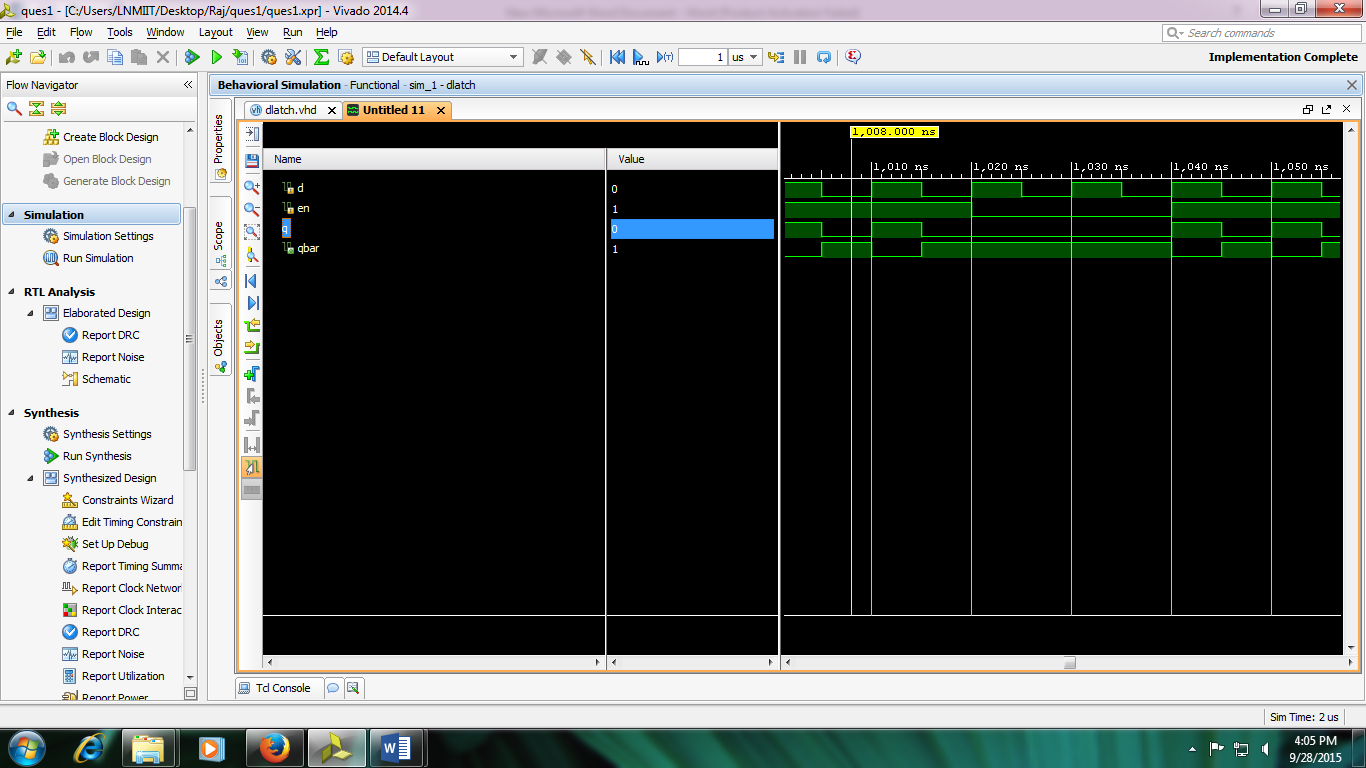 ques1 - [C:/Users/LNMIIT/Desktop/Raj/ques1/ques1.xpr] - Vivado 2014.4
File Edit Flow Tools Window Layout View Run Help
Search commands
Default Layout
1 us
Implementation Complete
Flow Navigator
Create Block Design
Open Block Design
Generate Block Design
Simulation
Simulation Settings
Run Simulation
RTL Analysis
Elaborated Design
Report DRC
Report Noise
Schematic
Synthesis
Synthesis Settings
Run Synthesis
Synthesized Design
Constraints Wizard
Edit Timing Constrain
Set Up Debug
Report Timing Summa
Report Clock Networ
Report Clock Interac
Report DRC
Report Noise
Report Utilization
Report Power
Behavioral Simulation - Functional - sim_1 - dlatch
Properties
Scope
Objects
dlatch.vhd
Untitled 11
Name Value
d 0
en 1
q 0
qbar 1
1,008.000 ns
1,010 ns 1,020 ns 1,030 ns 1,040 ns 1,050 ns
Tcl Console
Sim Time: 2 us
4:05 PM
9/28/2015